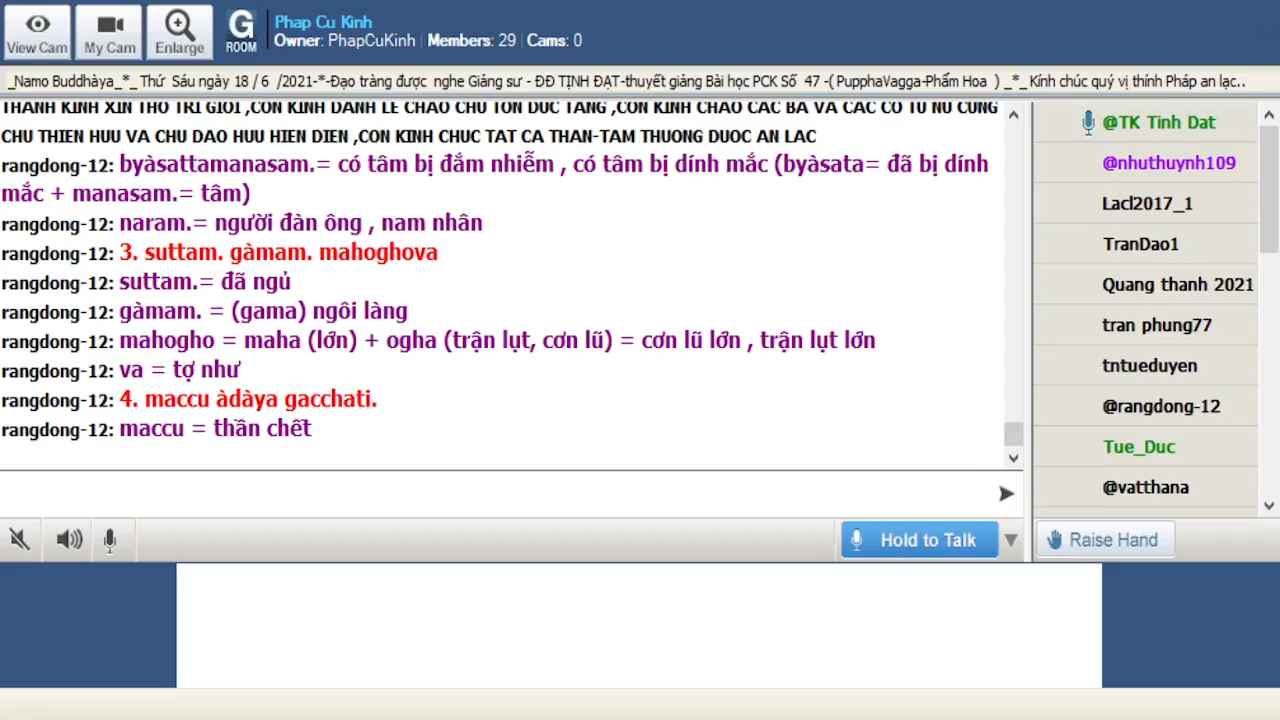 View Cam
My Cam
Enlarge
G
ROOM
Phap Cu Kinh
Owner: PhapCuKinh | Members: 29 | Cams: 0
_Namo Buddhàya_*_ Thứ Sáu ngày 18 / 6 /2021-*-Đạo tràng được nghe Giảng sư - ĐĐ TỊNH ĐẠT-thuyết giảng Bài học PCK Số 47 -( PupphaVagga-Phẩm Hoa ) _*_Kính chúc quý vị thính Pháp an lạc..
THANH KINH XIN THO TRI GIOI ,CON KINH DANH LE CHAO CHU TON DUC TANG ,CON KINH CHAO CAC BA VA CAC CO TU NU CUNG
CHU THIEN HUU VA CHU DAO HUU HIEN DIEN ,CON KINH CHUC TAT CA THAN-TAM THUONG DUOC AN LAC
rangdong-12: byàsattamanasam.= có tâm bị đắm nhiễm , có tâm bị dính mắc (byàsata= đã bị dính
mắc + manasam.= tâm)
rangdong-12: naram.= người đàn ông , nam nhân
rangdong-12: 3. suttam. gàmam. mahoghova
rangdong-12: suttam.= đã ngủ
rangdong-12: gàmam. = (gama) ngôi làng
rangdong-12: mahogho = maha (lớn) + ogha (trận lụt, cơn lũ) = cơn lũ lớn , trận lụt lớn
rangdong-12: va = tợ như
rangdong-12: 4. maccu àdàya gacchati.
rangdong-12: maccu = thần chết
@TK Tinh Dat
@nhuthuynh109
Lacl2017_1
TranDao1
Quang thanh 2021
tran phung77
tntueduyen
@rangdong-12
Tue_Duc
@vatthana
Hold to Talk
Raise Hand